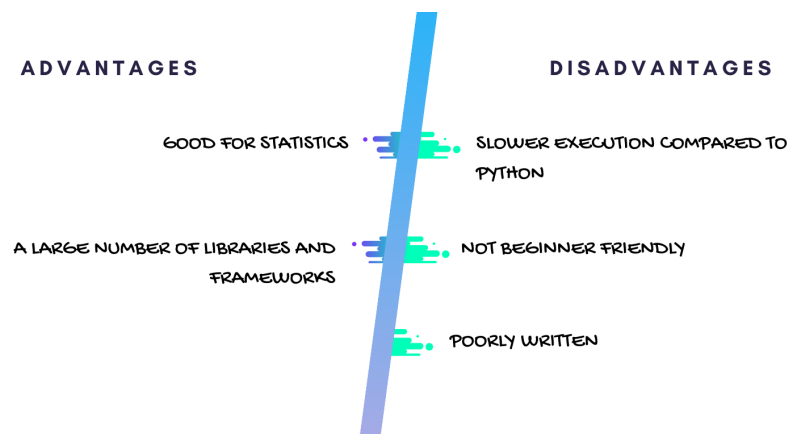 ADVANTAGES
DISADVANTAGES
GOOD FOR STATISTICS
SLOWER EXECUTION COMPARED TO
PYTHON
A LARGE NUMBER OF LIBRARIES AND
FRAMEWORKS
NOT BEGINNER FRIENDLY
POORLY WRITTEN